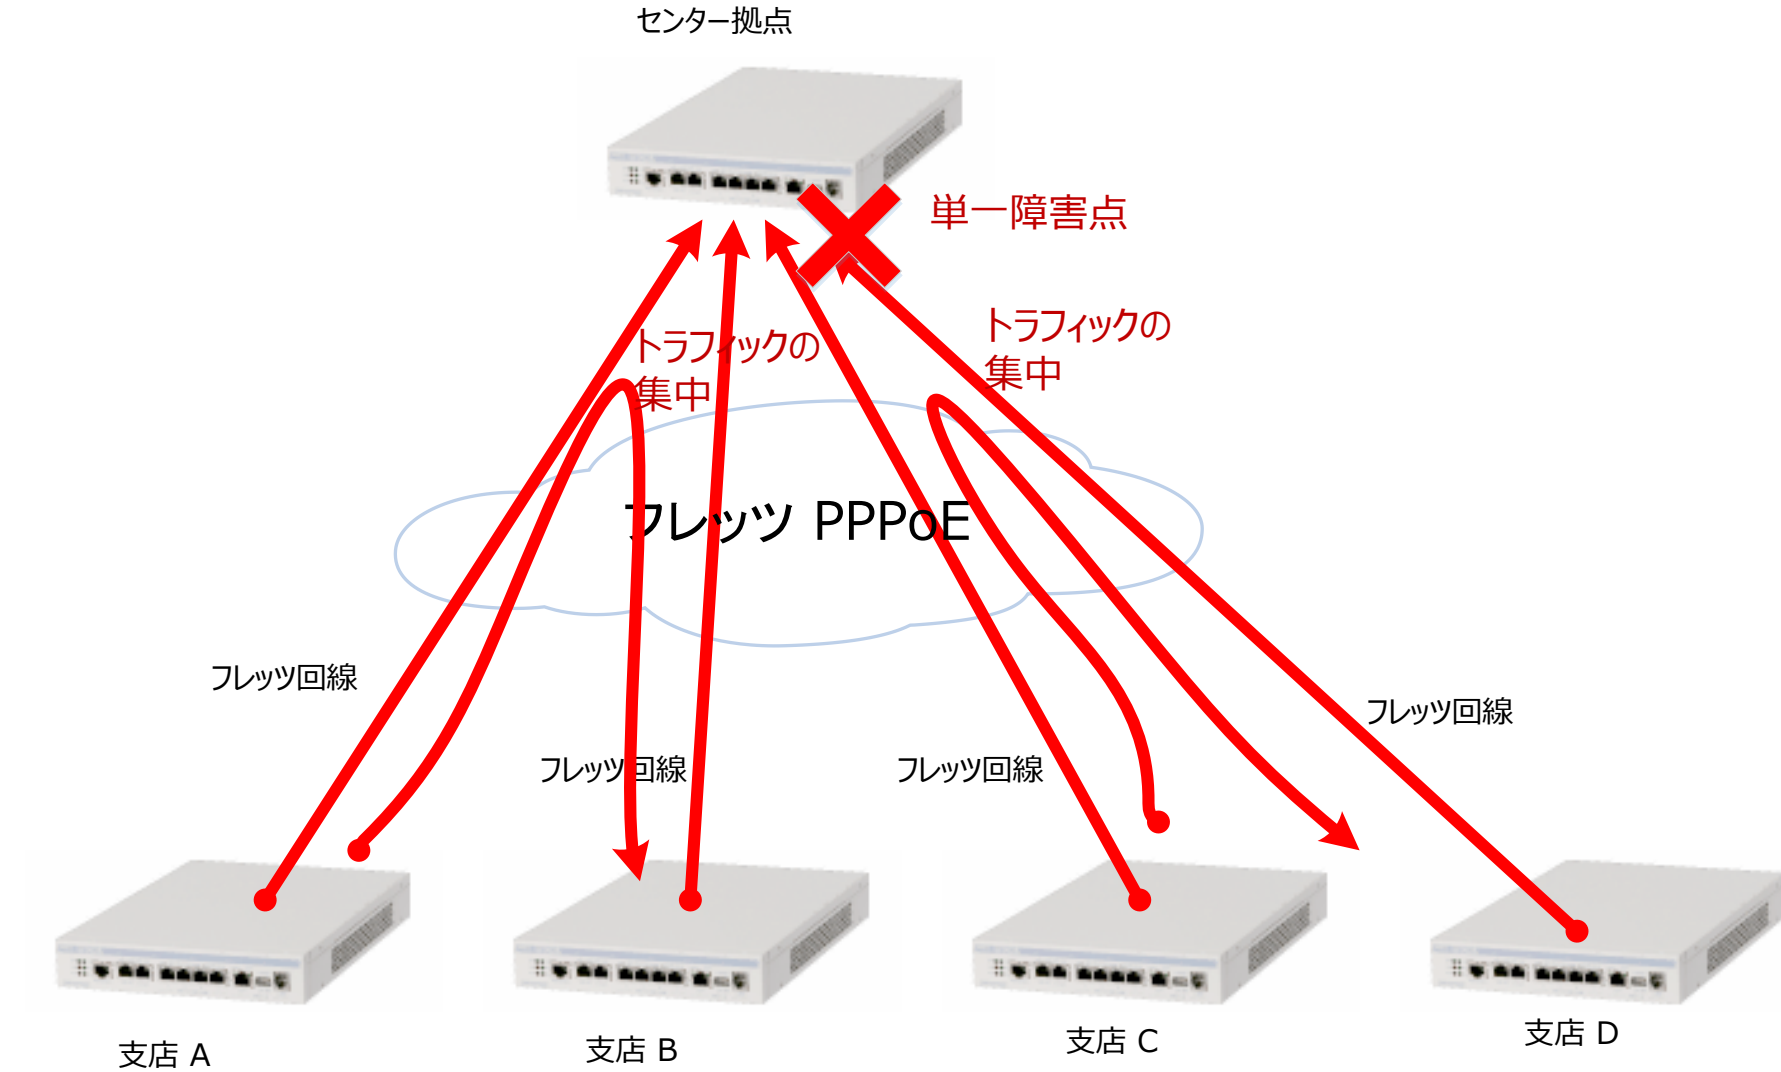 センター拠点
単一障害点
トラフィックの
集中
トラフィックの
集中
フレッツ PPPoE
フレッツ回線
フレッツ回線
フレッツ回線
フレッツ回線
支店 A
支店 B
支店 C
支店 D